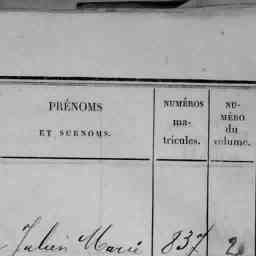 PRÉNOMS
ET SURNOMS.
NUMÉROS
ma-
tricules.
NU-
MÉRO
du
volume.
Julien Marie 837 2